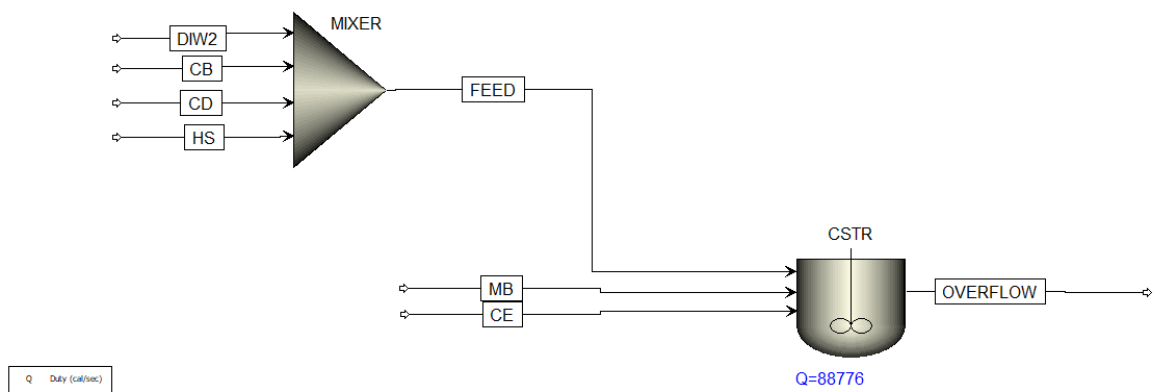 MIXER
DIW2
CB
CD
HS
FEED
CSTR
MB
CE
OVERFLOW
Q Duty (cal/sec)
Q=88776